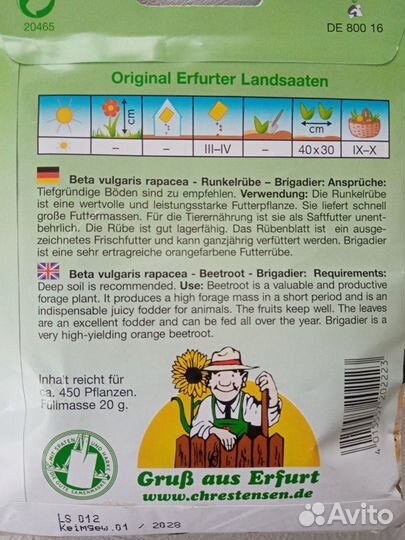 20465
DE 800 16
Original Erfurter Landsaaten
cm
cm
– – III–IV – 40 x 30 IX–X
Beta vulgaris rapacea - Runkelrübe – Brigadier: Ansprüche:
Tiefgründige Böden sind zu empfehlen. Verwendung: Die Runkelrübe
ist eine wertvolle und leistungsstarke Futterpflanze. Sie liefert schnell
große Futtermassen. Für die Tierernährung ist sie als Saftfutter unent-
behrlich. Die Rübe ist gut lagerfähig. Das Rübenblatt ist ein ausge-
zeichnetes Frischfutter und kann ganzjährig verfüttert werden. Brigadier
ist eine sehr ertragreiche orangefarbene Futterrübe.
Beta vulgaris rapacea - Beetroot - Brigadier: Requirements:
Deep soil is recommended. Use: Beetroot is a valuable and productive
forage plant. It produces a high forage mass in a short period and is an
indispensable juicy fodder for animals. The fruits keep well. The leaves
are an excellent fodder and can be fed all over the year. Brigadier is a
very high-yielding orange beetroot.
Inhalt reicht für
ca. 450 Pflanzen.
Füllmasse 20 g.
Gruß aus Erfurt
www.chrestensen.de
LS 012
Keimgew.01 / 2028
Avito